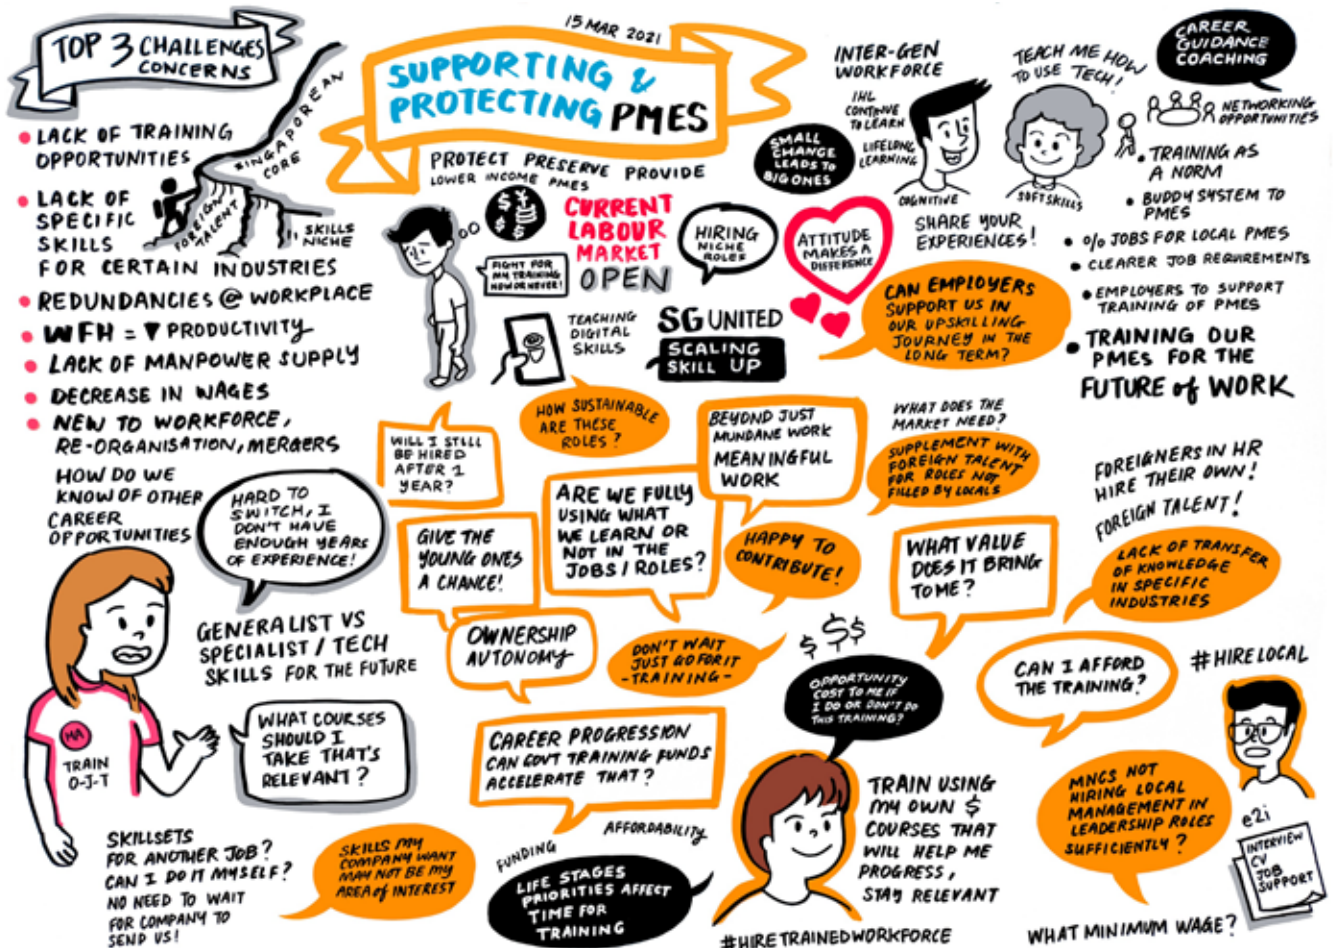 TOP 3 CHALLENGES
CONCERNS
LACK OF TRAINING
OPPORTUNITIES
LACK OF
SPECIFIC
SKILLS
FOR CERTAIN INDUSTRIES
REDUNDANCIES @ WORKPLACE
WFH = ▼ PRODUCTIVITY
LACK OF MANPOWER SUPPLY
DECREASE IN WAGES
NEW TO WORKFORCE,
RE-ORGANISATION, MERGERS
SINGAPOREAN
CORE
FOREIGN
TALENT
SKILLS
NICHE
HOW DO WE
KNOW OF OTHER
CAREER
OPPORTUNITIES
HARD TO
SWITCH, I
DON'T HAVE
ENOUGH YEARS
OF EXPERIENCE!
GENERALIST VS
SPECIALIST / TECH
SKILLS FOR THE FUTURE
MA
TRAIN
O-J-T
WHAT COURSES
SHOULD I
TAKE THAT'S
RELEVANT?
SKILLSETS
FOR ANOTHER JOB?
CAN I DO IT MYSELF?
NO NEED TO WAIT
FOR COMPANY TO
SEND US!
SKILLS MY
COMPANY WANT
MAY NOT BE MY
AREA of INTEREST
15 MAR 2021
SUPPORTING &
PROTECTING PMES
PROTECT PRESERVE PROVIDE
LOWER INCOME PMES
$ ¥
$ $
CURRENT
LABOUR
MARKET
OPEN
FIGHT FOR
MY TRAINING
NOW OR NEVER!
TEACHING
DIGITAL
SKILLS
HIRING
NICHE
ROLES
SG UNITED
SCALING
SKILL UP
SMALL
CHANGE
LEADS TO
BIG ONES
ATTITUDE
MAKES A
DIFFERENCE
INTER-GEN
WORKFORCE
IHL
CONTINUE
TO LEARN
LIFELONG
LEARNING
COGNITIVE
TEACH ME HOW
TO USE TECH!
SOFTSKILLS
SHARE YOUR
EXPERIENCES!
CAN EMPLOYERS
SUPPORT US IN
OUR UPSKILLING
JOURNEY IN THE
LONG TERM?
CAREER
GUIDANCE
COACHING
NETWORKING
OPPORTUNITIES
TRAINING AS
A NORM
BUDDY SYSTEM TO
PMES
% JOBS FOR LOCAL PMES
CLEARER JOB REQUIREMENTS
EMPLOYERS TO SUPPORT
TRAINING OF PMES
TRAINING OUR
PMES FOR THE
FUTURE of WORK
WILL I STILL
BE HIRED
AFTER 1
YEAR?
HOW SUSTAINABLE
ARE THESE
ROLES?
GIVE THE
YOUNG ONES
A CHANCE!
ARE WE FULLY
USING WHAT
WE LEARN OR
NOT IN THE
JOBS / ROLES?
BEYOND JUST
MUNDANE WORK
MEANINGFUL
WORK
WHAT DOES THE
MARKET NEED?
SUPPLEMENT WITH
FOREIGN TALENT
FOR ROLES NOT
FILLED BY LOCALS
HAPPY TO
CONTRIBUTE!
OWNERSHIP
AUTONOMY
DON'T WAIT
JUST GO FOR IT
-TRAINING-
WHAT VALUE
DOES IT BRING
TO ME?
FOREIGNERS IN HR
HIRE THEIR OWN!
FOREIGN TALENT!
LACK OF TRANSFER
OF KNOWLEDGE
IN SPECIFIC
INDUSTRIES
$ $ $
OPPORTUNITY
COST TO ME IF
I DO OR DON'T DO
THIS TRAINING?
CAN I AFFORD
THE TRAINING?
#HIRELOCAL
CAREER PROGRESSION
CAN GOVT TRAINING FUNDS
ACCELERATE THAT?
AFFORDABILITY
FUNDING
LIFE STAGES
PRIORITIES AFFECT
TIME FOR
TRAINING
TRAIN USING
MY OWN $
COURSES THAT
WILL HELP ME
PROGRESS,
STAY RELEVANT
#HIRETRAINEDWORKFORCE
MNCS NOT
HIRING LOCAL
MANAGEMENT IN
LEADERSHIP ROLES
SUFFICIENTLY?
e2i
INTERVIEW
CV
JOB
SUPPORT
WHAT MINIMUM WAGE?